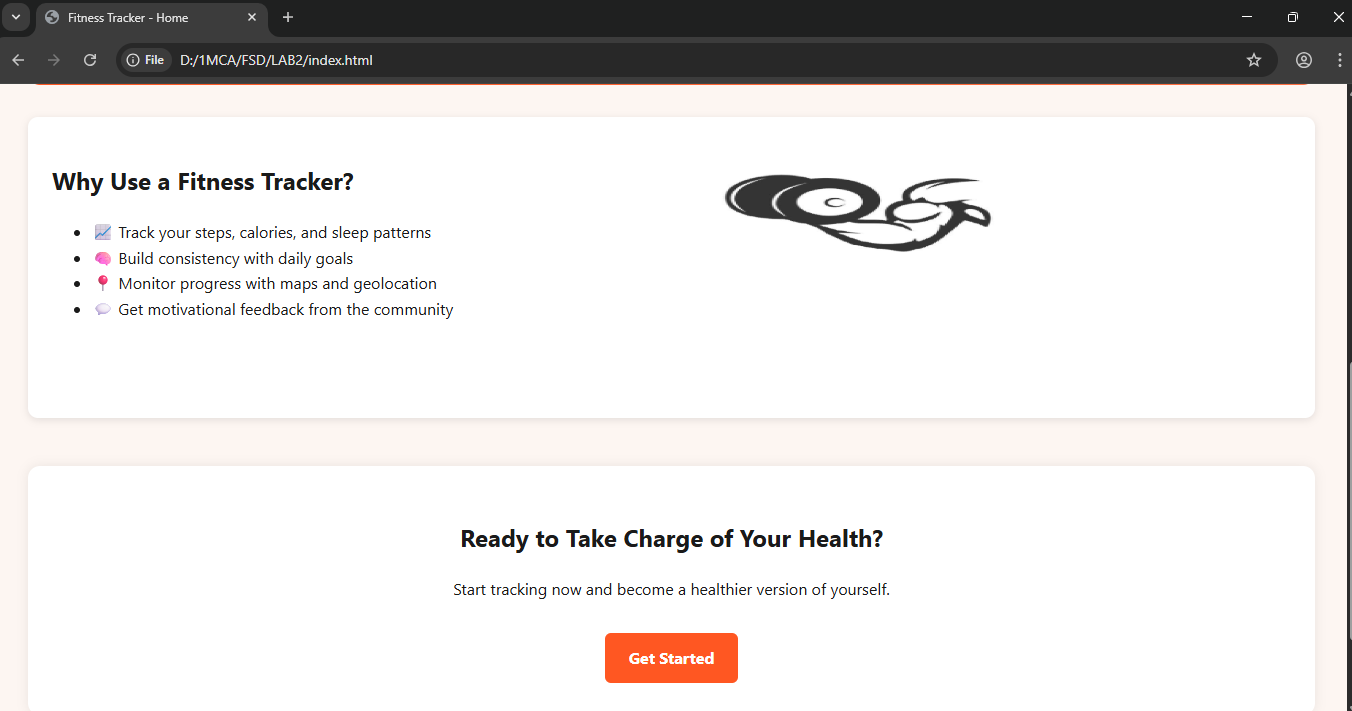 Fitness Tracker - Home
File D:/1MCA/FSD/LAB2/index.html
Why Use a Fitness Tracker?
Track your steps, calories, and sleep patterns
Build consistency with daily goals
Monitor progress with maps and geolocation
Get motivational feedback from the community
Ready to Take Charge of Your Health?
Start tracking now and become a healthier version of yourself.
Get Started